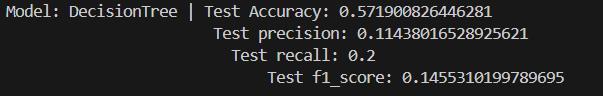 Model: DecisionTree | Test Accuracy: 0.571900826446281
Test precision: 0.11438016528925621
Test recall: 0.2
Test f1_score: 0.1455310199789695